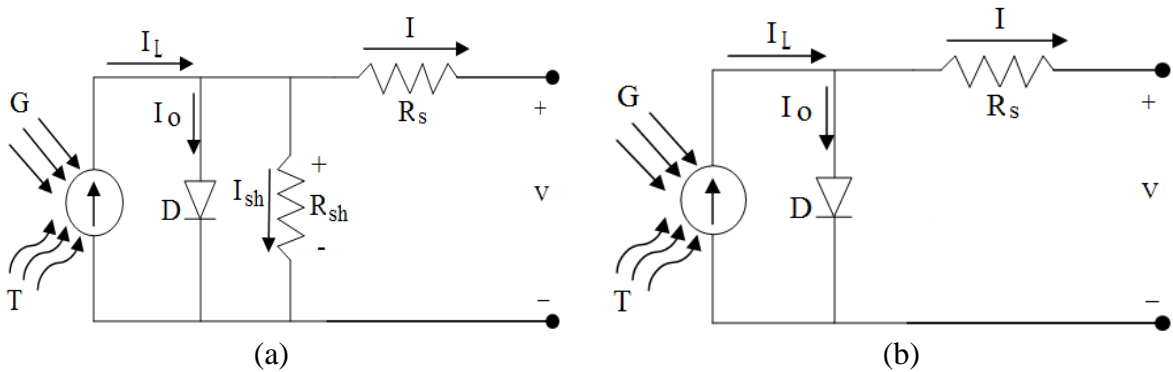 I_L
I
G
I_O
R_s
+
I_sh
+
R_sh
-
D
V
T
−
(a)
I_L
I
G
I_O
R_s
+
D
V
T
−
(b)